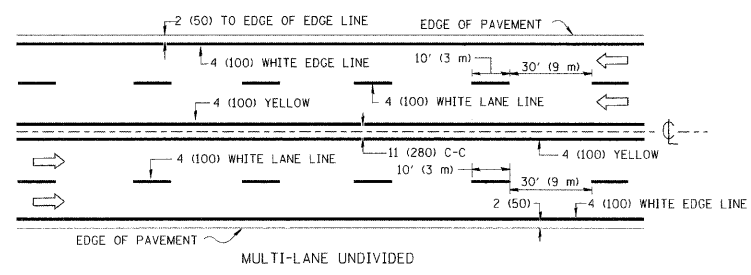 2 (50) TO EDGE OF EDGE LINE
EDGE OF PAVEMENT
4 (100) WHITE EDGE LINE
10' (3 m)
30' (9 m)
4 (100) YELLOW
4 (100) WHITE LANE LINE
4 (100) WHITE LANE LINE
11 (280) C-C
4 (100) YELLOW
10' (3 m)
30' (9 m)
2 (50)
4 (100) WHITE EDGE LINE
EDGE OF PAVEMENT
MULTI-LANE UNDIVIDED